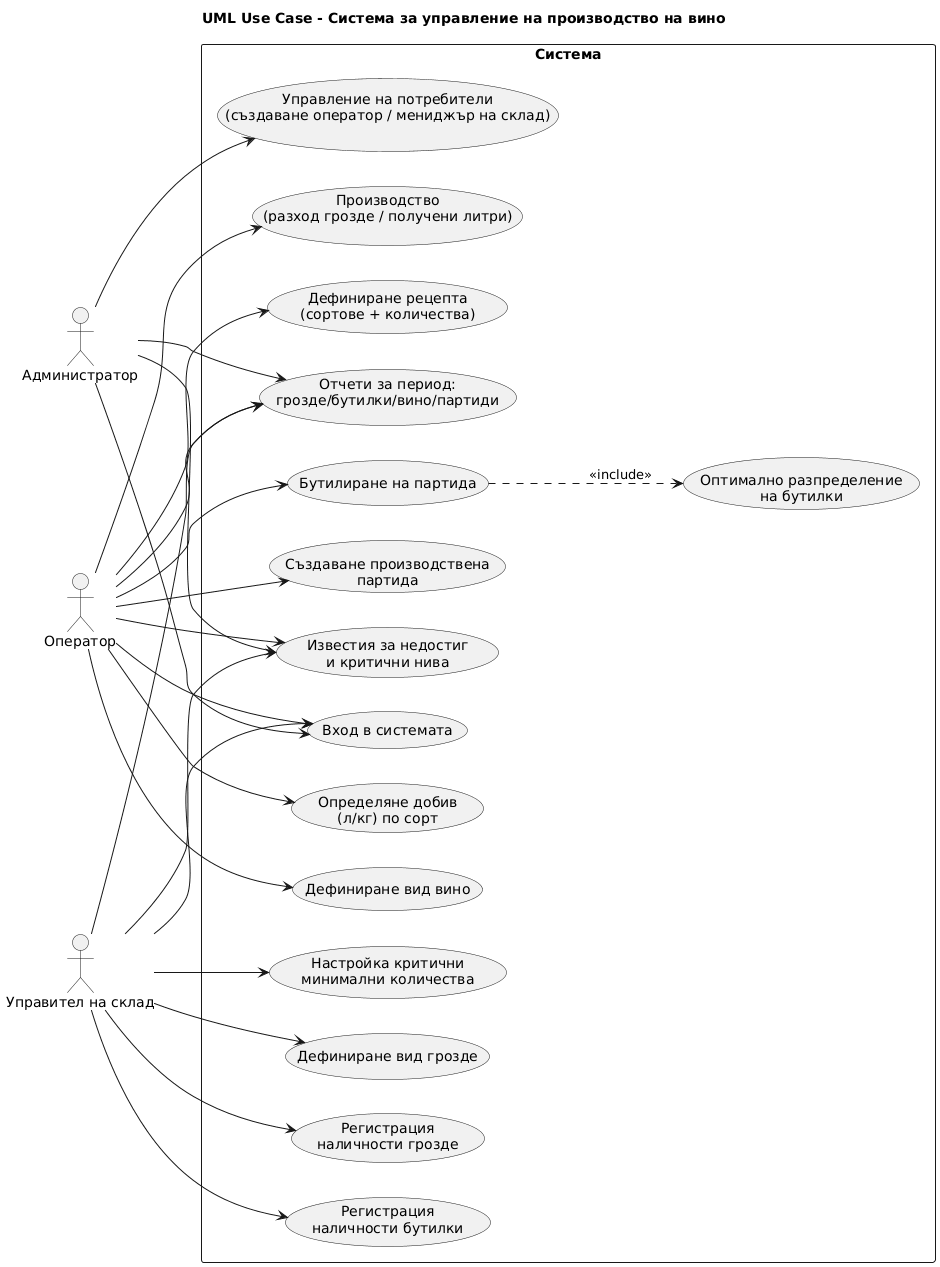 UML Use Case - Система за управление на производство на вино
Система
Управление на потребители
(създаване оператор / мениджър на склад)
Производство
(разход грозде / получени литри)
Дефиниране рецепта
(сортове + количества)
Администратор
Отчети за период:
грозде/бутилки/вино/партиди
Бутилиране на партида
«include»
Оптимално разпределение
на бутилки
Създаване производствена
партида
Оператор
Известия за недостиг
и критични нива
Вход в системата
Определяне добив
(л/кг) по сорт
Дефиниране вид вино
Настройка критични
минимални количества
Управител на склад
Дефиниране вид грозде
Регистрация
наличности грозде
Регистрация
наличности бутилки